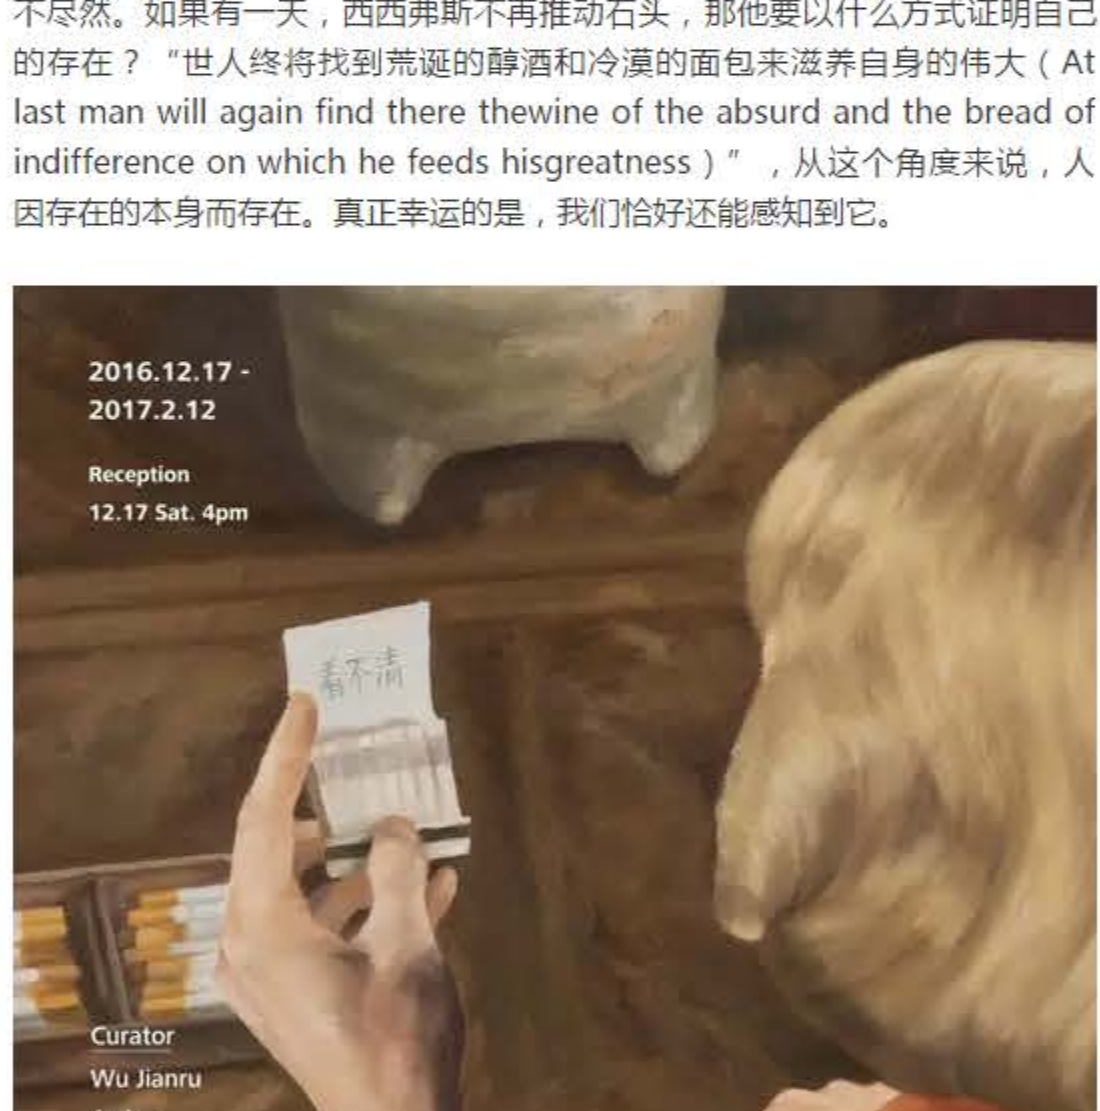 不尽然。如果有一天，西西弗斯不再推动石头，那他要以什么方式证明自己
的存在？“世人终将找到荒诞的醇酒和冷漠的面包来滋养自身的伟大（At
last man will again find there thewine of the absurd and the bread of
indifference on which he feeds hisgreatness）”，从这个角度来说，人
因存在的本身而存在。真正幸运的是，我们恰好还能感知到它。
2016.12.17 -
2017.2.12
Reception
12.17 Sat. 4pm
看不清
Curator
Wu Jianru